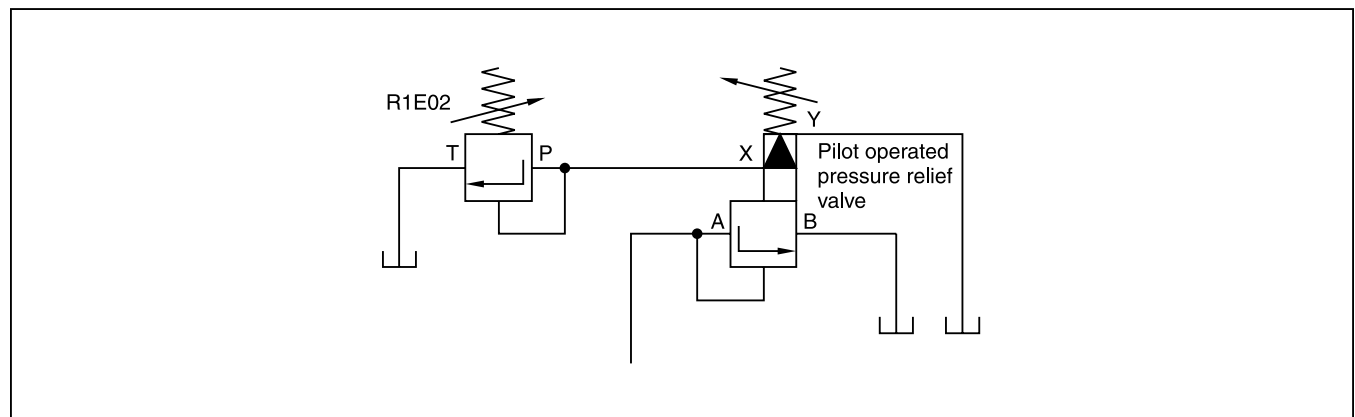 R1E02
Y
T
P
X
Pilot operated
pressure relief
valve
A
B